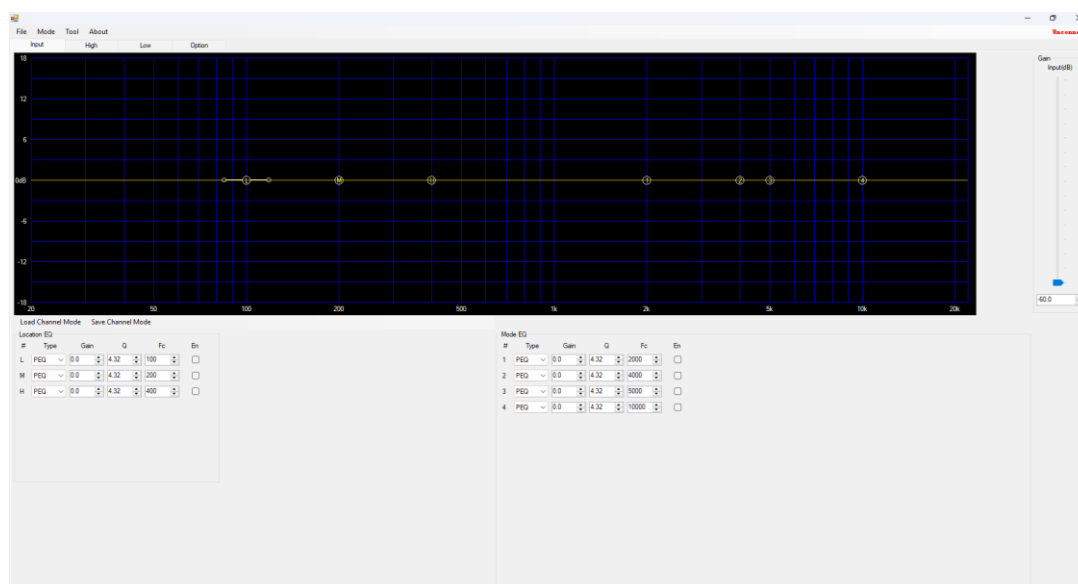 File Mode Tool About
Input High Low Option
18
12
6
0dB
-6
-12
-18
L M H 1 2 3 4
20 50 100 200 500 1k 2k 5k 10k 20k
Gain
Input(dB)
-60.0
Load Channel Mode Save Channel Mode
Location EQ
# Type Gain Q Fc En
L PEQ 0.0 4.32 100
M PEQ 0.0 4.32 200
H PEQ 0.0 4.32 400
Mode EQ
# Type Gain Q Fc En
1 PEQ 0.0 4.32 2000
2 PEQ 0.0 4.32 4000
3 PEQ 0.0 4.32 5000
4 PEQ 0.0 4.32 10000